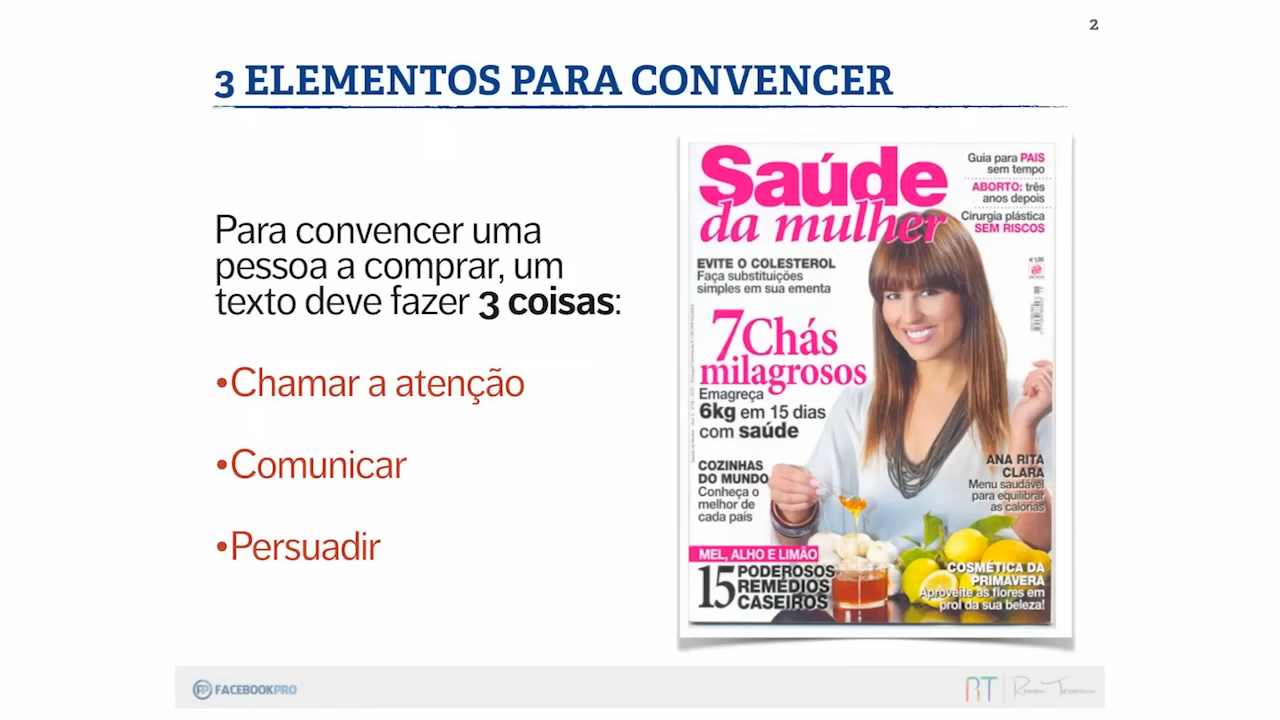 2
3 ELEMENTOS PARA CONVENCER
Para convencer uma
pessoa a comprar, um
texto deve fazer 3 coisas:
•Chamar a atenção
•Comunicar
•Persuadir
Saúde
da mulher
Guia para PAIS
sem tempo
ABORTO: três
anos depois
Cirurgia plástica
SEM RISCOS
EVITE O COLESTEROL
Faça substituições
simples em sua ementa
7 Chás
milagrosos
Emagreça
6kg em 15 dias
com saúde
COZINHAS
DO MUNDO
Conheça o
melhor de
cada país
ANA RITA
CLARA
Menu saudável
para equilibrar
as calorias
MEL, ALHO E LIMÃO
15 PODEROSOS
REMÉDIOS
CASEIROS
COSMÉTICA DA
PRIMAVERA
Aproveite as flores em
prol da sua beleza!
FP FACEBOOKPRO
RT